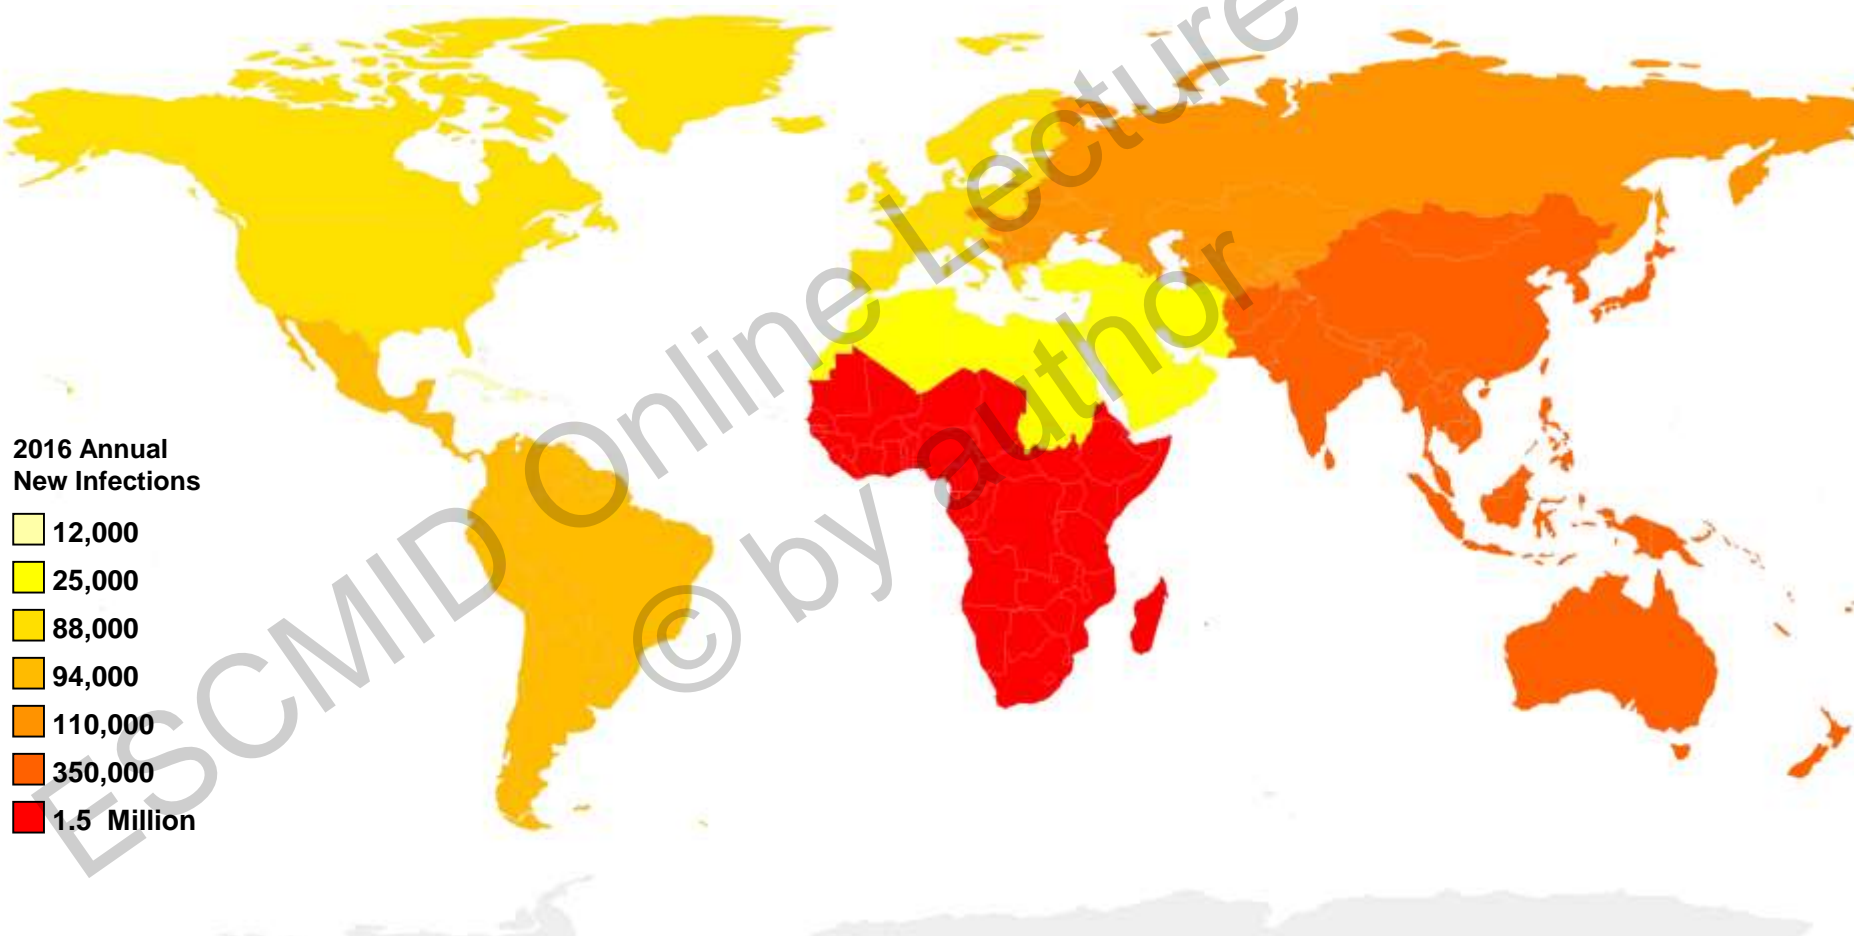 2016 Annual
New Infections
12,000
25,000
88,000
94,000
110,000
350,000
1.5 Million
ESCMID Online Lecture
© by author